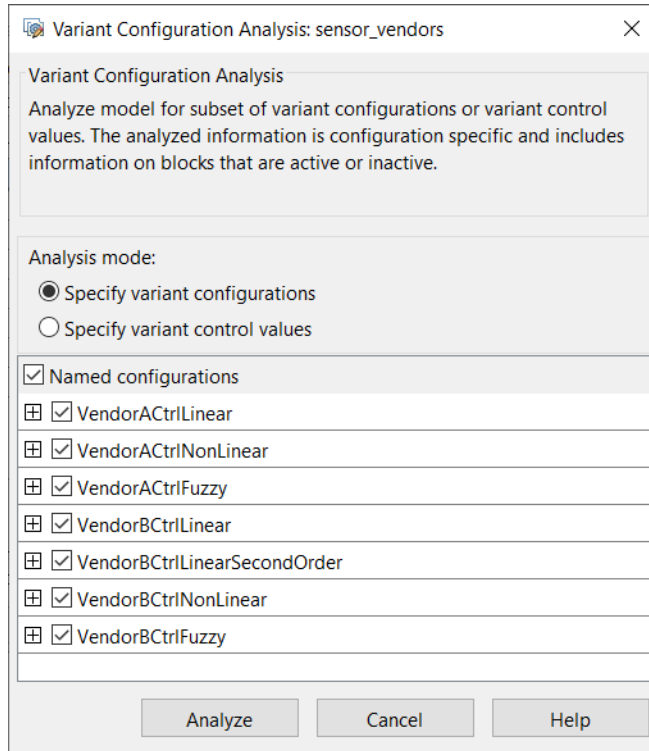 Variant Configuration Analysis: sensor_vendors
Variant Configuration Analysis
Analyze model for subset of variant configurations or variant control
values. The analyzed information is configuration specific and includes
information on blocks that are active or inactive.
Analysis mode:
Specify variant configurations
Specify variant control values
Named configurations
VendorACtrlLinear
VendorACtrlNonLinear
VendorACtrlFuzzy
VendorBCtrlLinear
VendorBCtrlLinearSecondOrder
VendorBCtrlNonLinear
VendorBCtrlFuzzy
Analyze
Cancel
Help